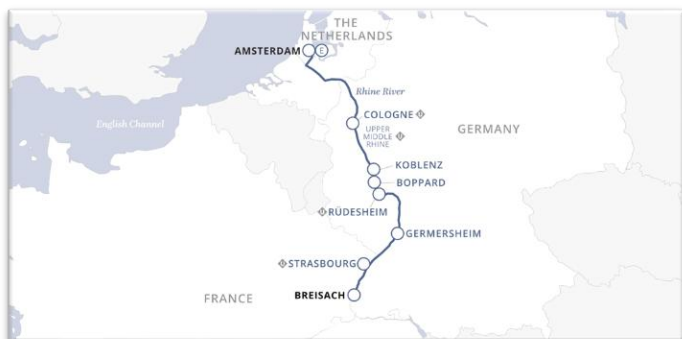 THE
NETHERLANDS
AMSTERDAM
E
Rhine River
English Channel
COLOGNE
UPPER
MIDDLE
RHINE
GERMANY
KOBLENZ
BOPPARD
RÜDESHEIM
GERMERSHEIM
STRASBOURG
FRANCE
BREISACH